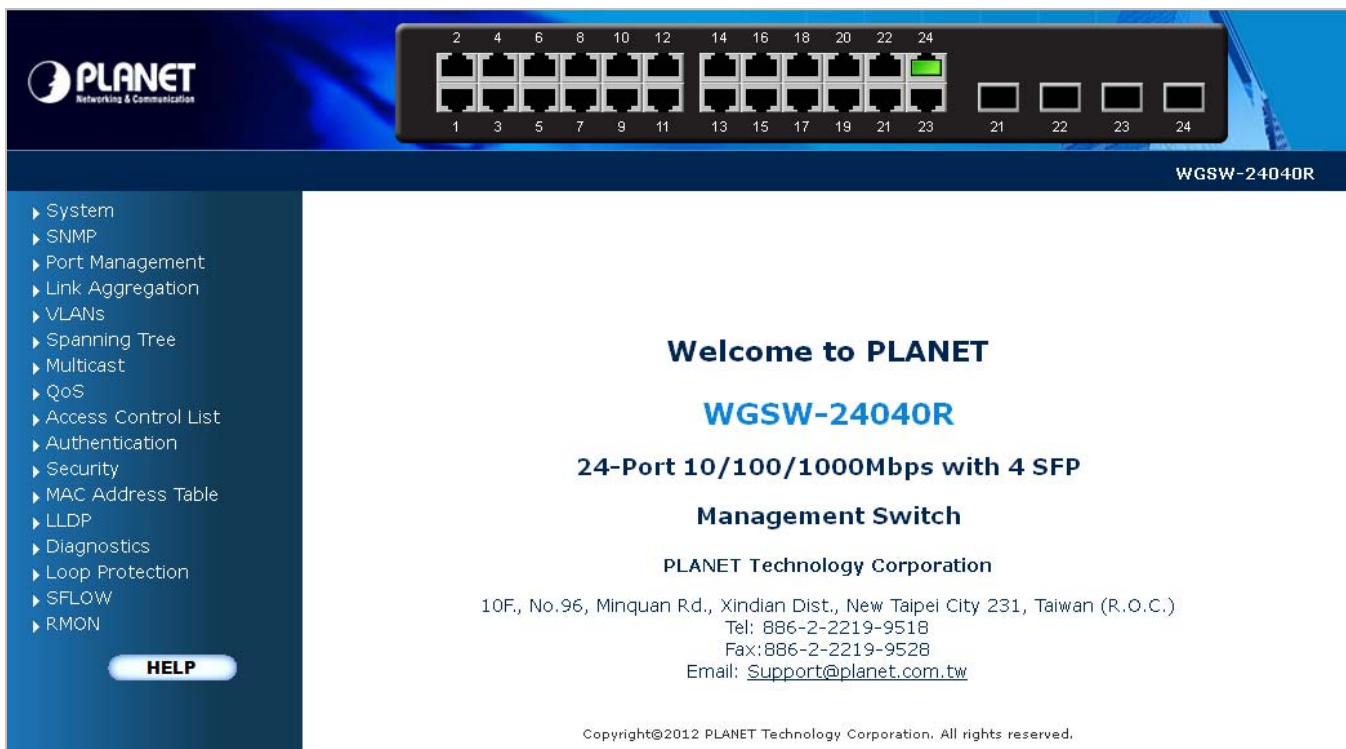 PLANET
Networking & Communication
2 4 6 8 10 12 14 16 18 20 22 24
1 3 5 7 9 11 13 15 17 19 21 23 21 22 23 24
WGSW-24040R
System
SNMP
Port Management
Link Aggregation
VLANs
Spanning Tree
Multicast
QoS
Access Control List
Authentication
Security
MAC Address Table
LLDP
Diagnostics
Loop Protection
SFLOW
RMON
HELP
Welcome to PLANET
WGSW-24040R
24-Port 10/100/1000Mbps with 4 SFP
Management Switch
PLANET Technology Corporation
10F., No.96, Minquan Rd., Xindian Dist., New Taipei City 231, Taiwan (R.O.C.)
Tel: 886-2-2219-9518
Fax:886-2-2219-9528
Email: Support@planet.com.tw
Copyright©2012 PLANET Technology Corporation. All rights reserved.